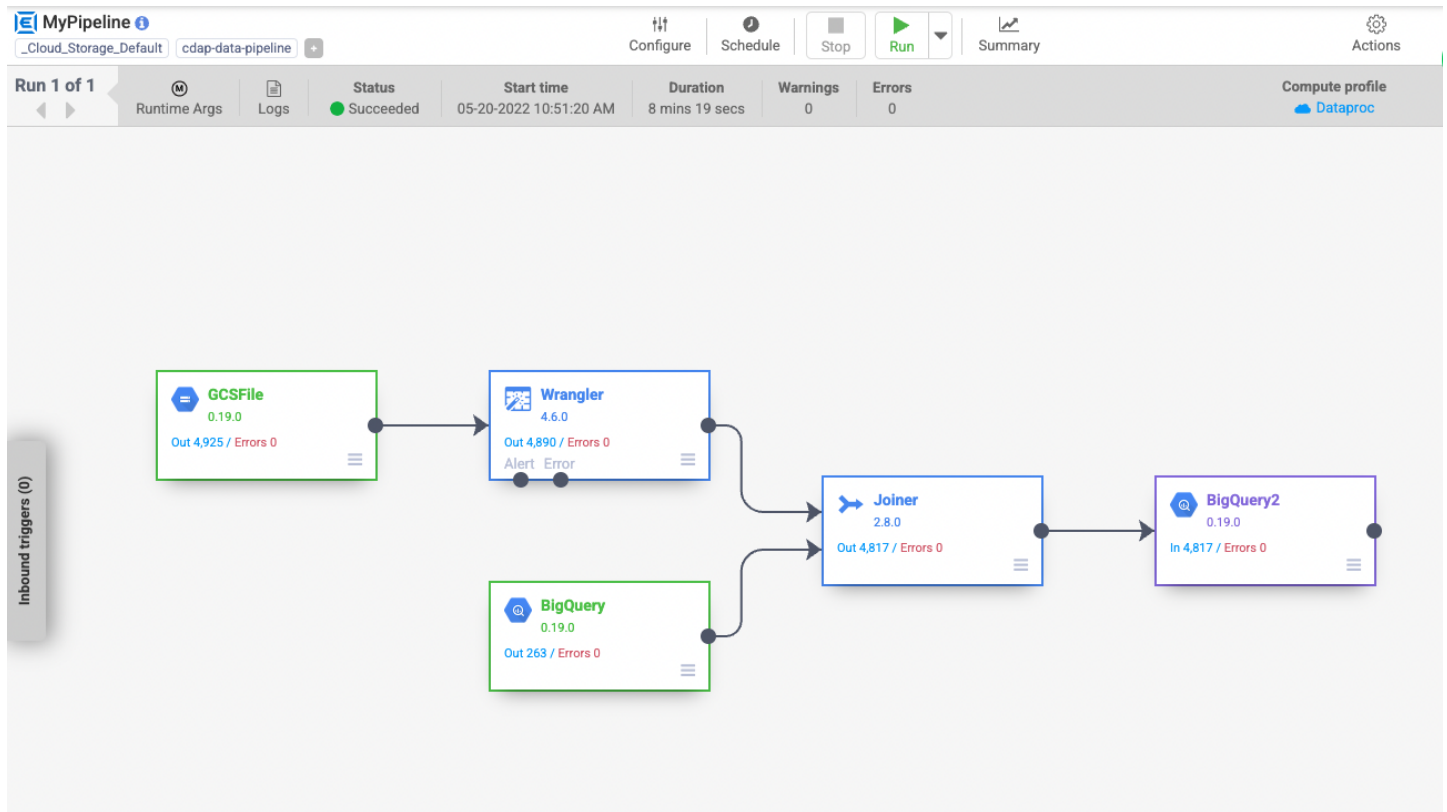 MyPipeline
_Cloud_Storage_Default cdap-data-pipeline
Configure Schedule Stop Run Summary Actions
Run 1 of 1
Runtime Args
Logs
Status
Succeeded
Start time
05-20-2022 10:51:20 AM
Duration
8 mins 19 secs
Warnings
0
Errors
0
Compute profile
Dataproc
Inbound triggers (0)
GCSFile
0.19.0
Out 4,925 / Errors 0
Wrangler
4.6.0
Out 4,890 / Errors 0
Alert Error
BigQuery
0.19.0
Out 263 / Errors 0
Joiner
2.8.0
Out 4,817 / Errors 0
BigQuery2
0.19.0
In 4,817 / Errors 0